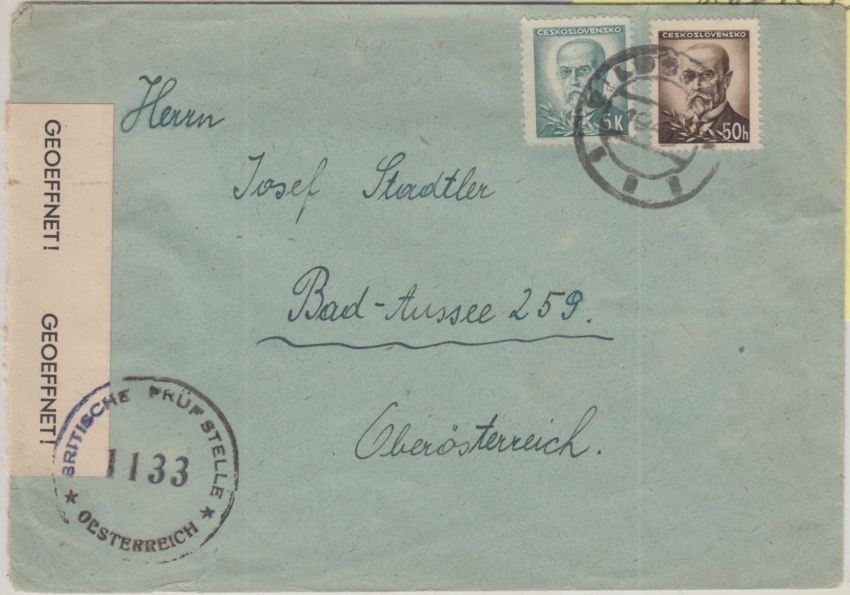 ČESKOSLOVENSKO
5K
ČESKOSLOVENSKO
50h
Herrn
Josef Stadtler
Bad-Aussee 259.
Oberösterreich.
GEOEFFNET!
GEOEFFNET!
BRITISCHE PRÜFSTELLE
1133
* OESTERREICH *